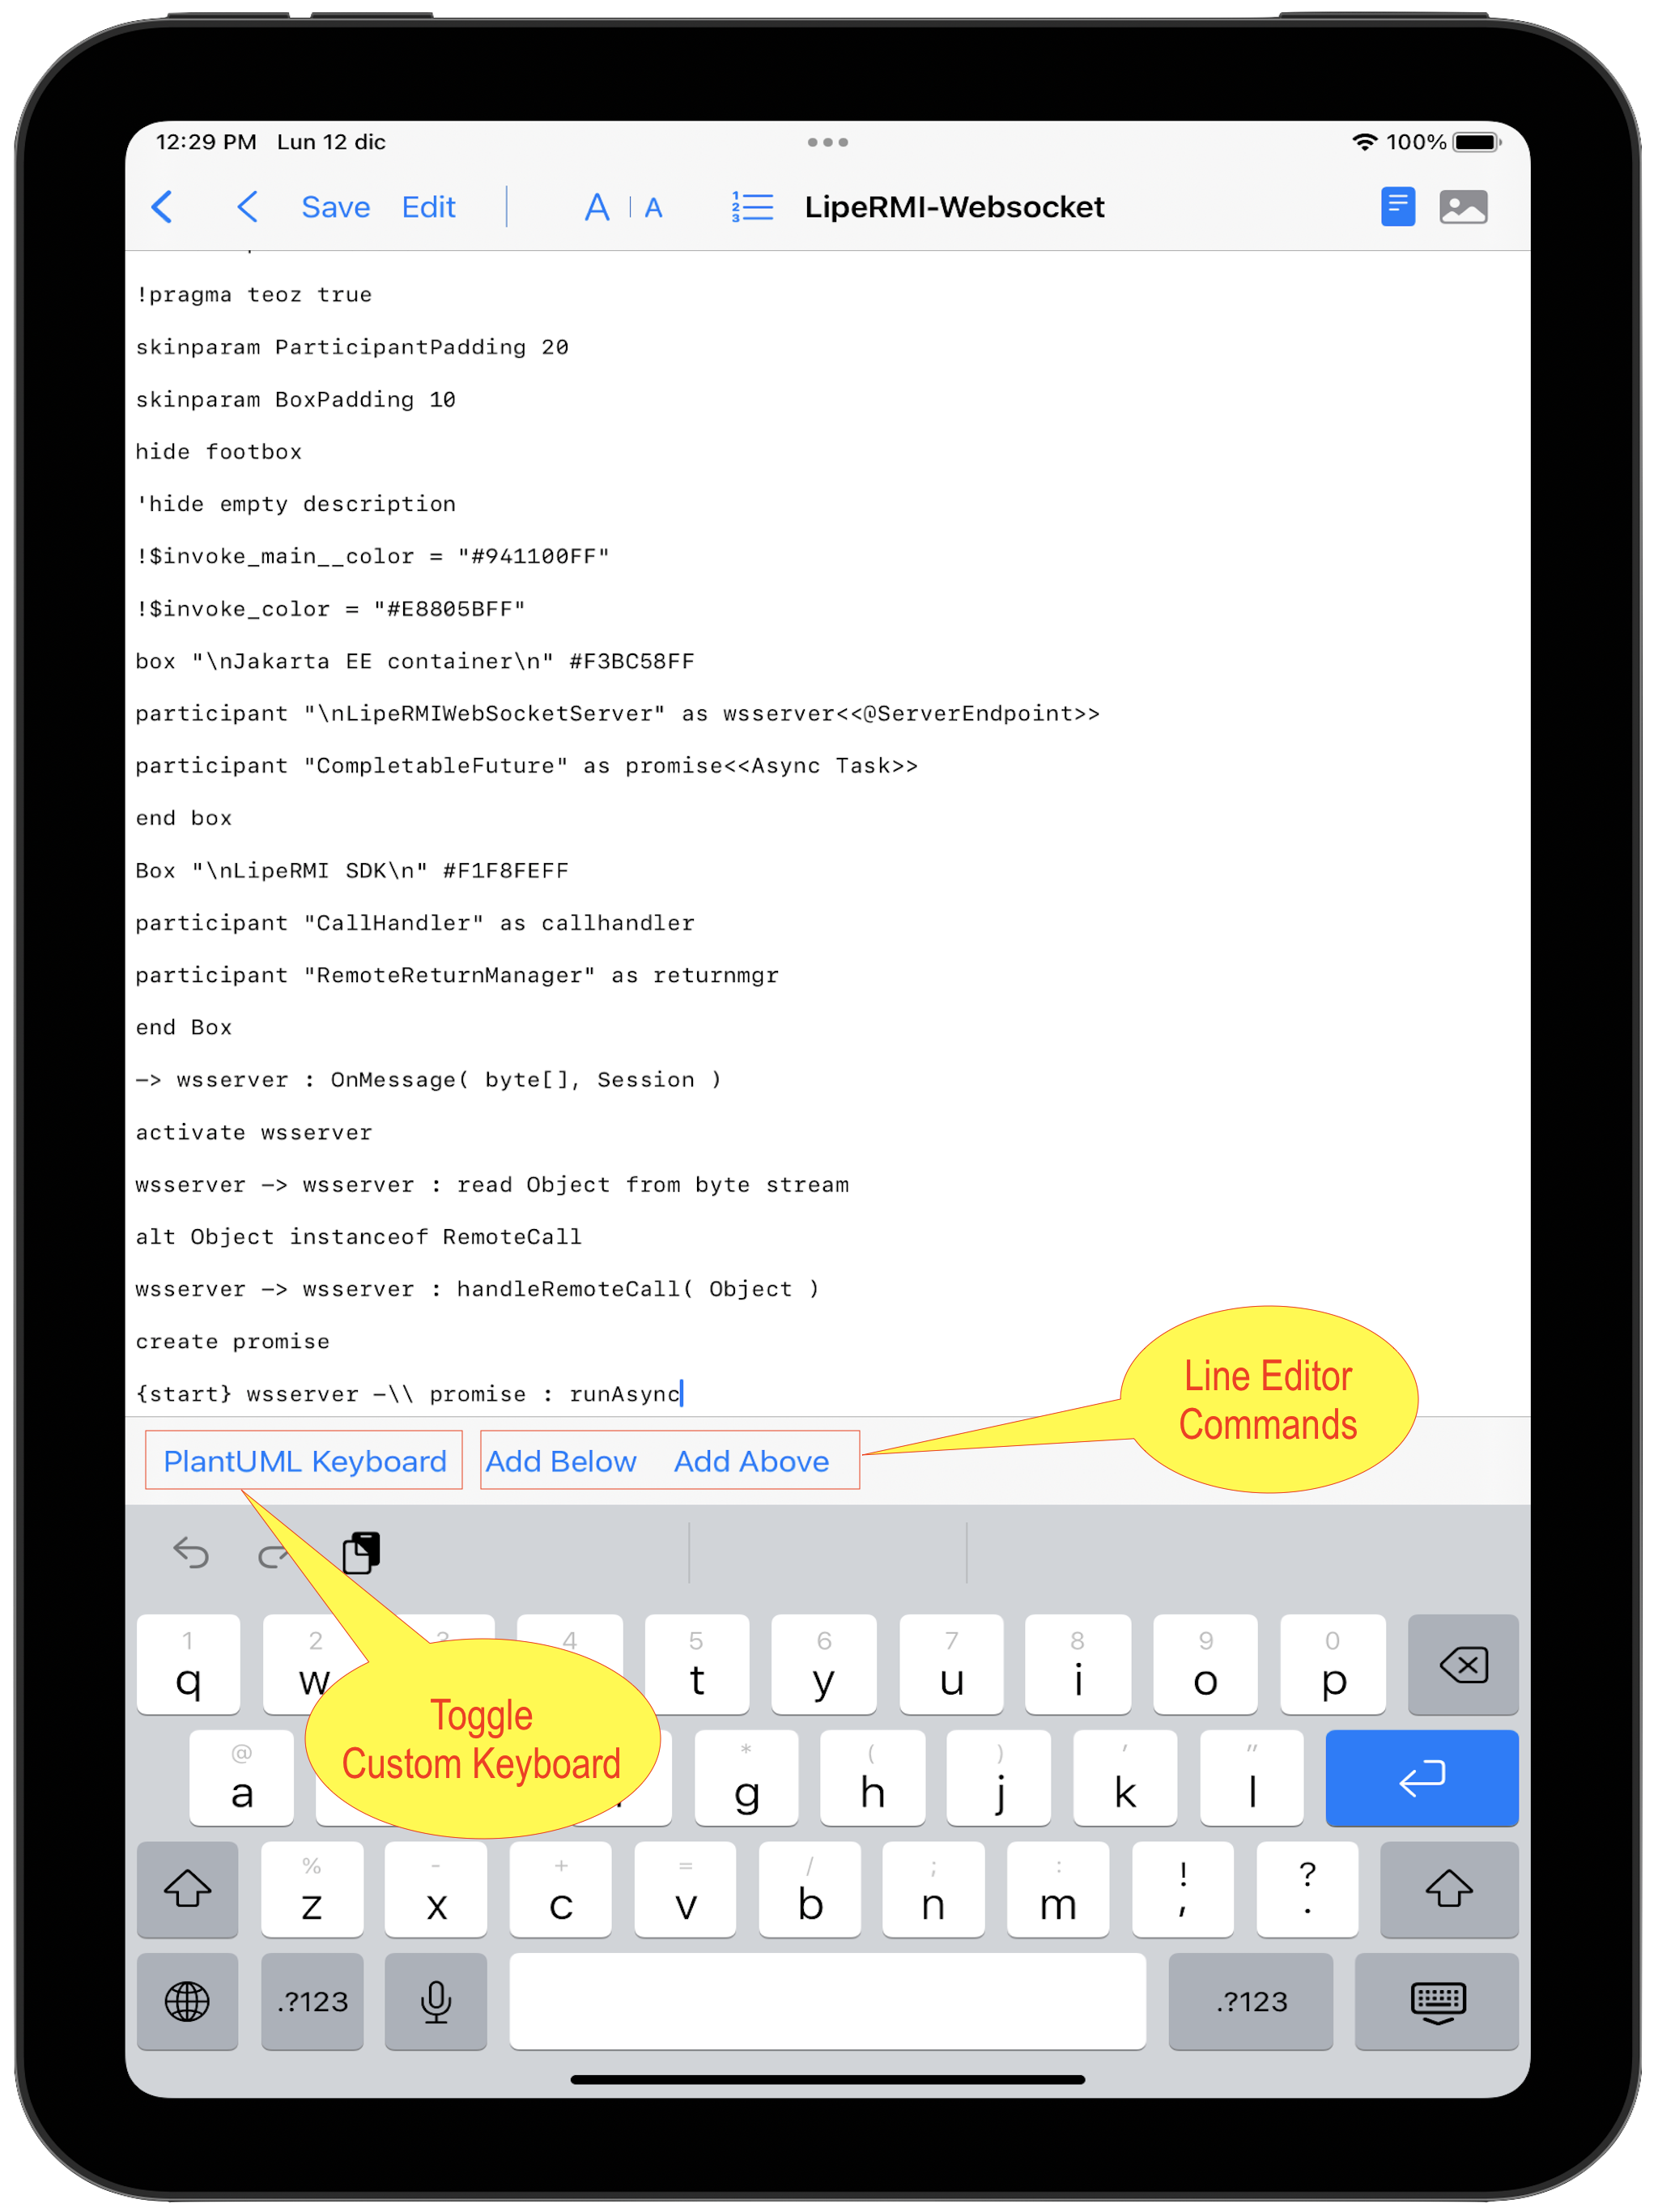 12:29 PM Lun 12 dic
100%
Save Edit A | A LipeRMI-Websocket
!pragma teoz true
skinparam ParticipantPadding 20
skinparam BoxPadding 10
hide footbox
'hide empty description
!$invoke_main__color = "#941100FF"
!$invoke_color = "#E8805BFF"
box "\nJakarta EE container\n" #F3BC58FF
participant "\nLipeRMIWebSocketServer" as wsserver<<@ServerEndpoint>>
participant "CompletableFuture" as promise<<Async Task>>
end box
Box "\nLipeRMI SDK\n" #F1F8FEFF
participant "CallHandler" as callhandler
participant "RemoteReturnManager" as returnmgr
end Box
—> wsserver : OnMessage( byte[], Session )
activate wsserver
wsserver —> wsserver : read Object from byte stream
alt Object instanceof RemoteCall
wsserver —> wsserver : handleRemoteCall( Object )
create promise
{start} wsserver –\\ promise : runAsync
Line Editor
Commands
PlantUML Keyboard Add Below Add Above
1 2 3 4 5 6 7 8 9 0
q w t y u i o p
Toggle
Custom Keyboard
@ * ( ) ' "
a g h j k l
% - + = / ; : ! ?
z x c v b n m , .
.?123 .?123